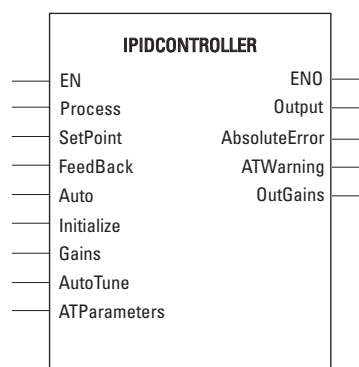 IPIDCONTROLLER
EN
ENO
Process
Output
SetPoint
AbsoluteError
FeedBack
ATWarning
Auto
OutGains
Initialize
Gains
AutoTune
ATParameters